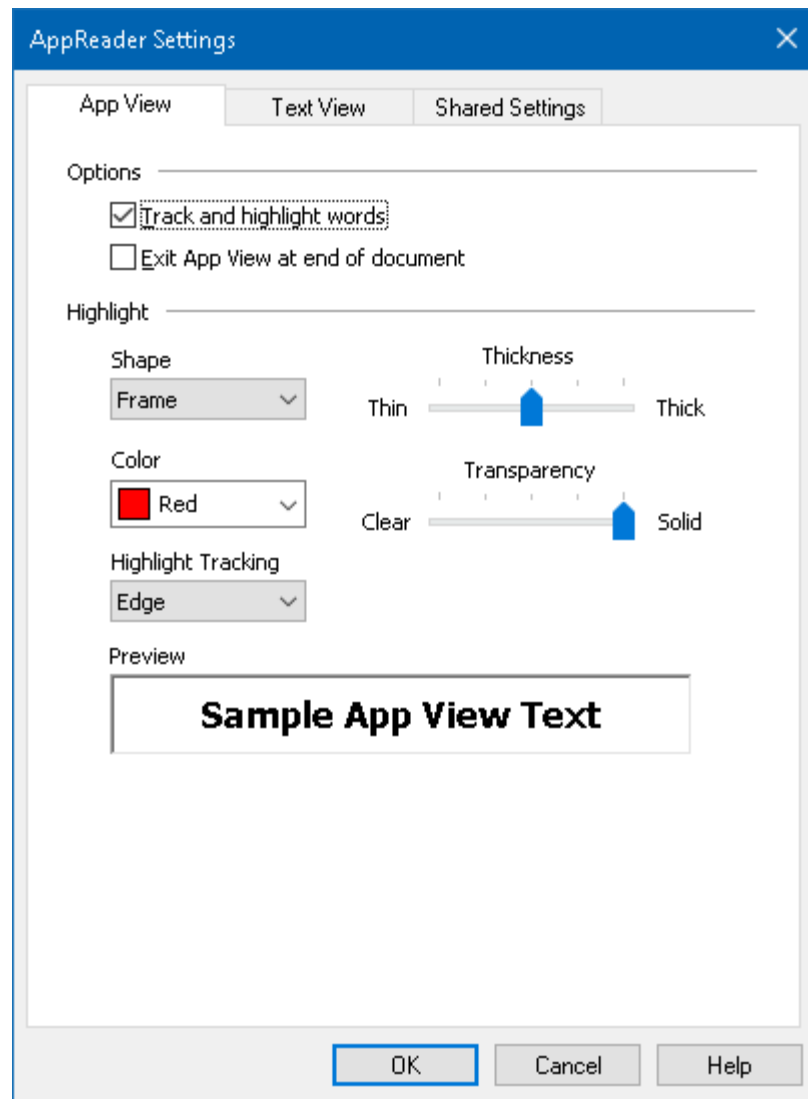 AppReader Settings
App View Text View Shared Settings
Options
Track and highlight words
Exit App View at end of document
Highlight
Shape Thickness
Frame Thin Thick
Color Transparency
Red Clear Solid
Highlight Tracking
Edge
Preview
Sample App View Text
OK Cancel Help